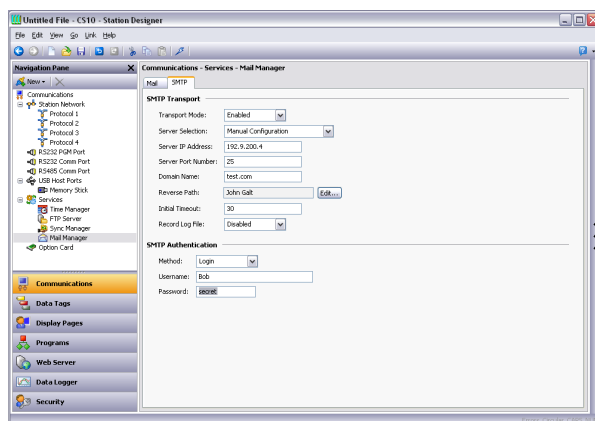 Untitled File - CS10 - Station Designer
File Edit View Go Link Help
Navigation Pane X
New
Communications
Station Network
Protocol 1
Protocol 2
Protocol 3
Protocol 4
RS232 PGM Port
RS232 Comm Port
RS485 Comm Port
USB Host Ports
Memory Stick
Services
Time Manager
FTP Server
Sync Manager
Mail Manager
Option Card
Communications
Data Tags
Display Pages
Programs
Web Server
Data Logger
Security
Communications - Services - Mail Manager
Mail SMTP
SMTP Transport
Transport Mode: Enabled
Server Selection: Manual Configuration
Server IP Address: 192.9.200.4
Server Port Number: 25
Domain Name: test.com
Reverse Path: John Galt Edit...
Initial Timeout: 30
Record Log File: Disabled
SMTP Authentication
Method: Login
Username: Bob
Password: secret